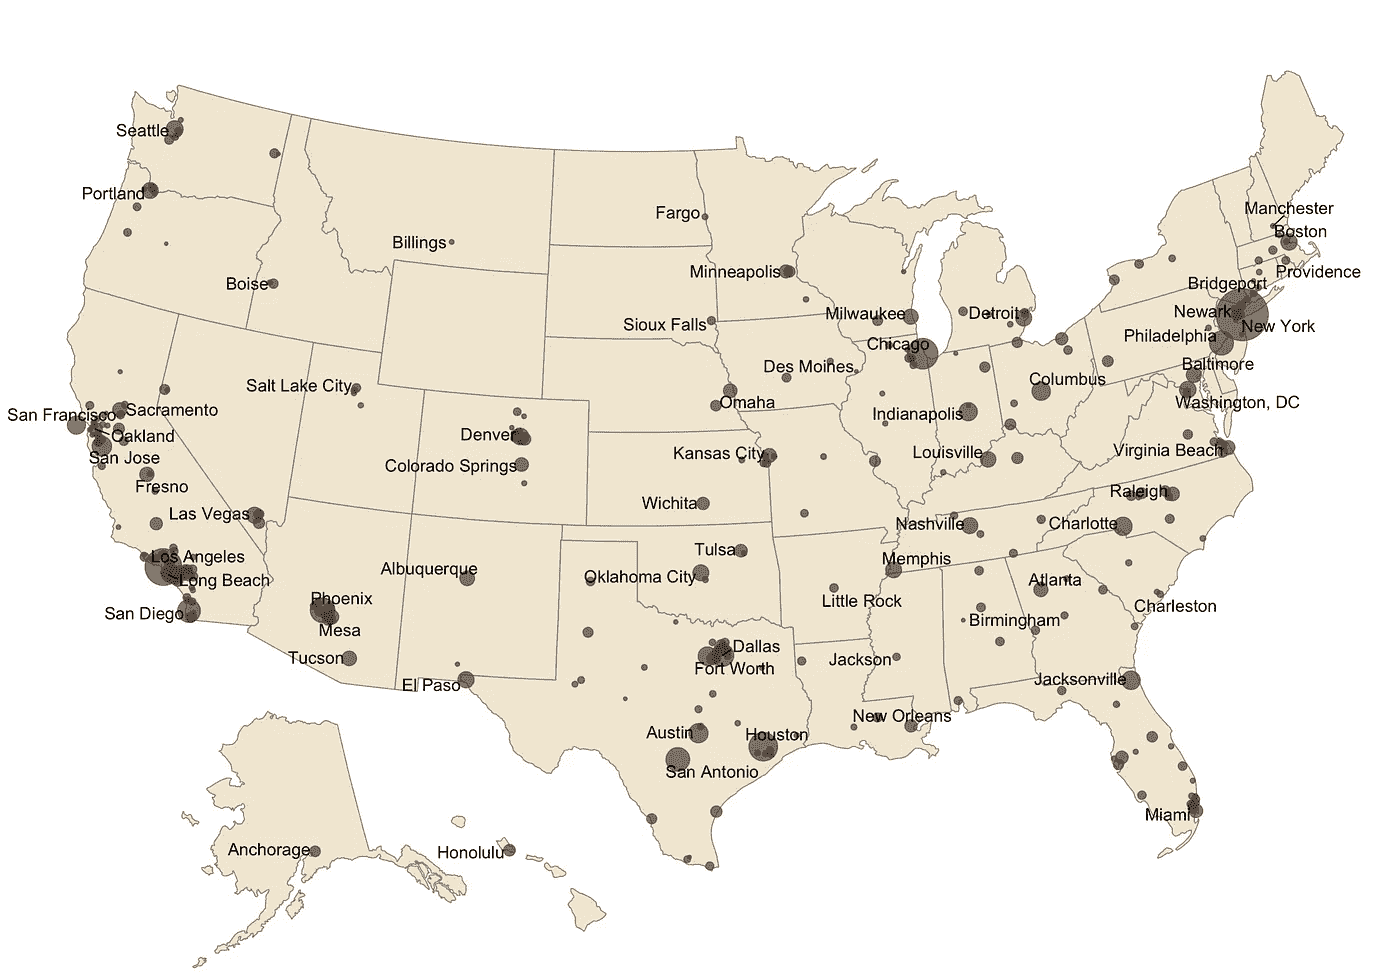 Seattle
Portland
Manchester
Fargo
Boston
Billings
Minneapolis
Providence
Boise
Bridgeport
Milwaukee
Detroit
Newark
Sioux Falls
New York
Philadelphia
Chicago
Des Moines
Baltimore
Salt Lake City
Columbus
Omaha
Washington, DC
San Francisco
Sacramento
Indianapolis
Denver
Oakland
Kansas City
Louisville
Virginia Beach
San Jose
Colorado Springs
Fresno
Raleigh
Wichita
Las Vegas
Nashville
Charlotte
Tulsa
Los Angeles
Memphis
Albuquerque
Oklahoma City
Long Beach
Atlanta
Phoenix
Little Rock
Charleston
San Diego
Birmingham
Mesa
Dallas
Tucson
Jackson
Fort Worth
El Paso
Jacksonville
New Orleans
Austin
Houston
San Antonio
Miami
Anchorage
Honolulu